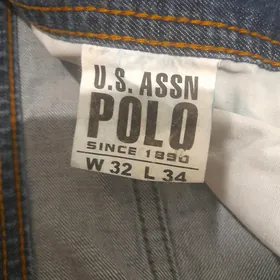 U.S. ASSN
POLO
SINCE 1890
W 32 L 34